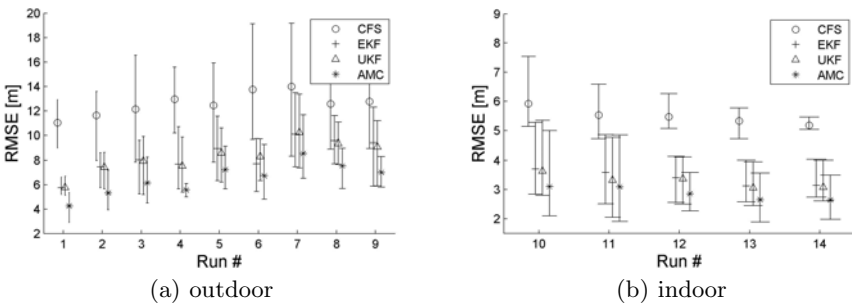 20
18
16
14
12
10
8
6
4
2
RMSE [m]
CFS
EKF
UKF
AMC
1 2 3 4 5 6 7 8 9
Run #
(a) outdoor
9
8
7
6
5
4
3
2
RMSE [m]
CFS
EKF
UKF
AMC
10 11 12 13 14
Run #
(b) indoor